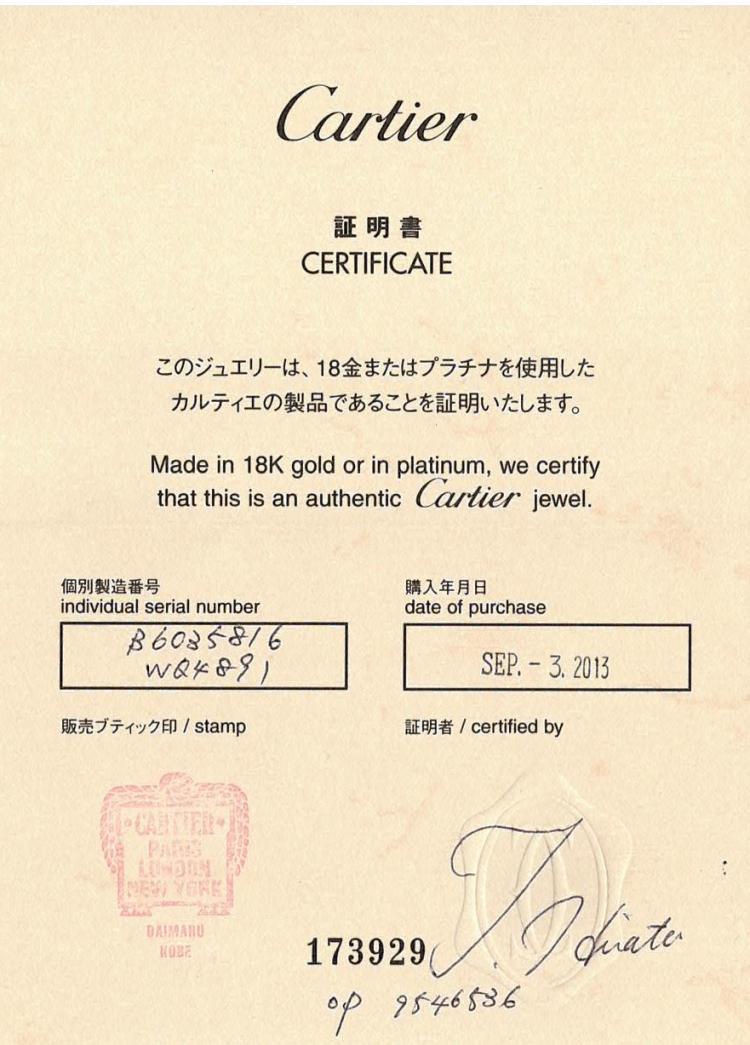 Cartier
証明書
CERTIFICATE
このジュエリーは、18金またはプラチナを使用した
カルティエの製品であることを証明いたします。
Made in 18K gold or in platinum, we certify
that this is an authentic Cartier jewel.
個別製造番号
individual serial number
B6035816
WQ4891
購入年月日
date of purchase
SEP. - 3. 2013
販売ブティック印 / stamp
証明者 / certified by
CARTIER
PARIS
LONDON
NEW YORK
DAIMARU
KOBE
173929
op 9546536